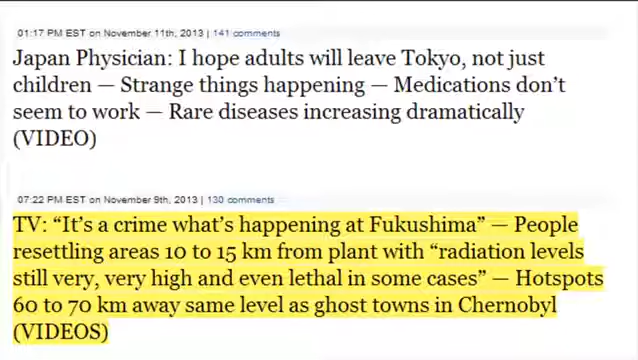 01:17 PM EST on November 11th, 2013 | 141 comments
Japan Physician: I hope adults will leave Tokyo, not just
children — Strange things happening — Medications don't
seem to work — Rare diseases increasing dramatically
(VIDEO)
07:22 PM EST on November 9th, 2013 | 130 comments
TV: “It's a crime what's happening at Fukushima” — People
resettling areas 10 to 15 km from plant with “radiation levels
still very, very high and even lethal in some cases” — Hotspots
60 to 70 km away same level as ghost towns in Chernobyl
(VIDEOS)